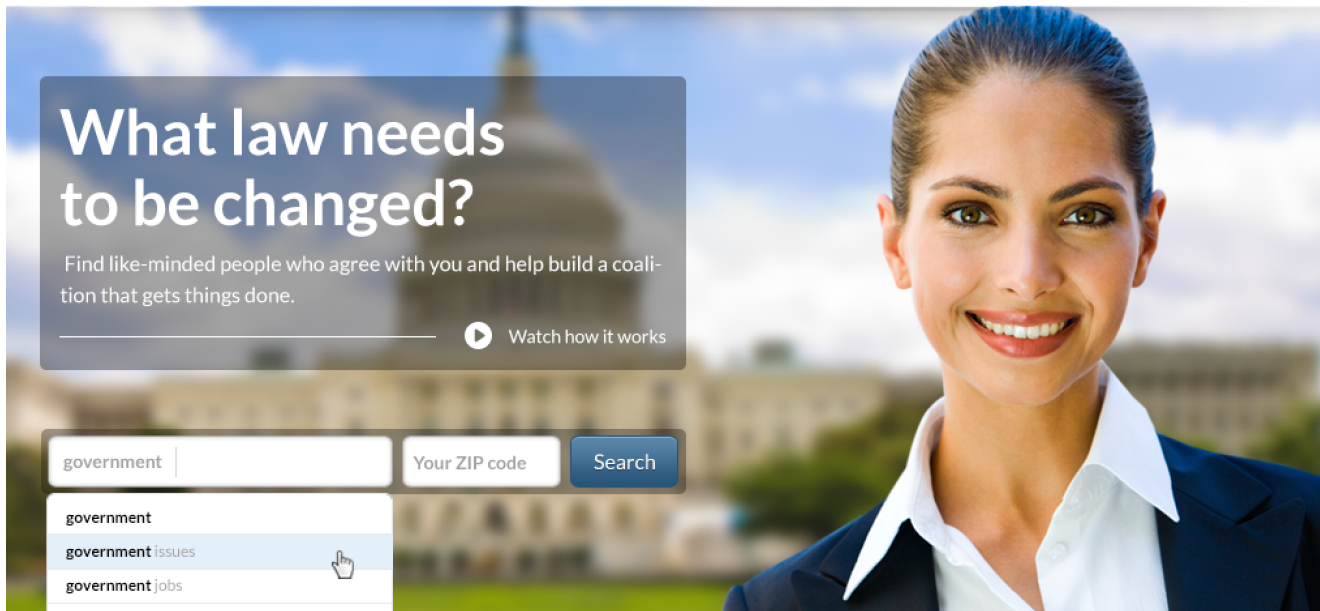 What law needs
to be changed?
Find like-minded people who agree with you and help build a coali-
tion that gets things done.
Watch how it works
government
Your ZIP code
Search
government
government issues
government jobs